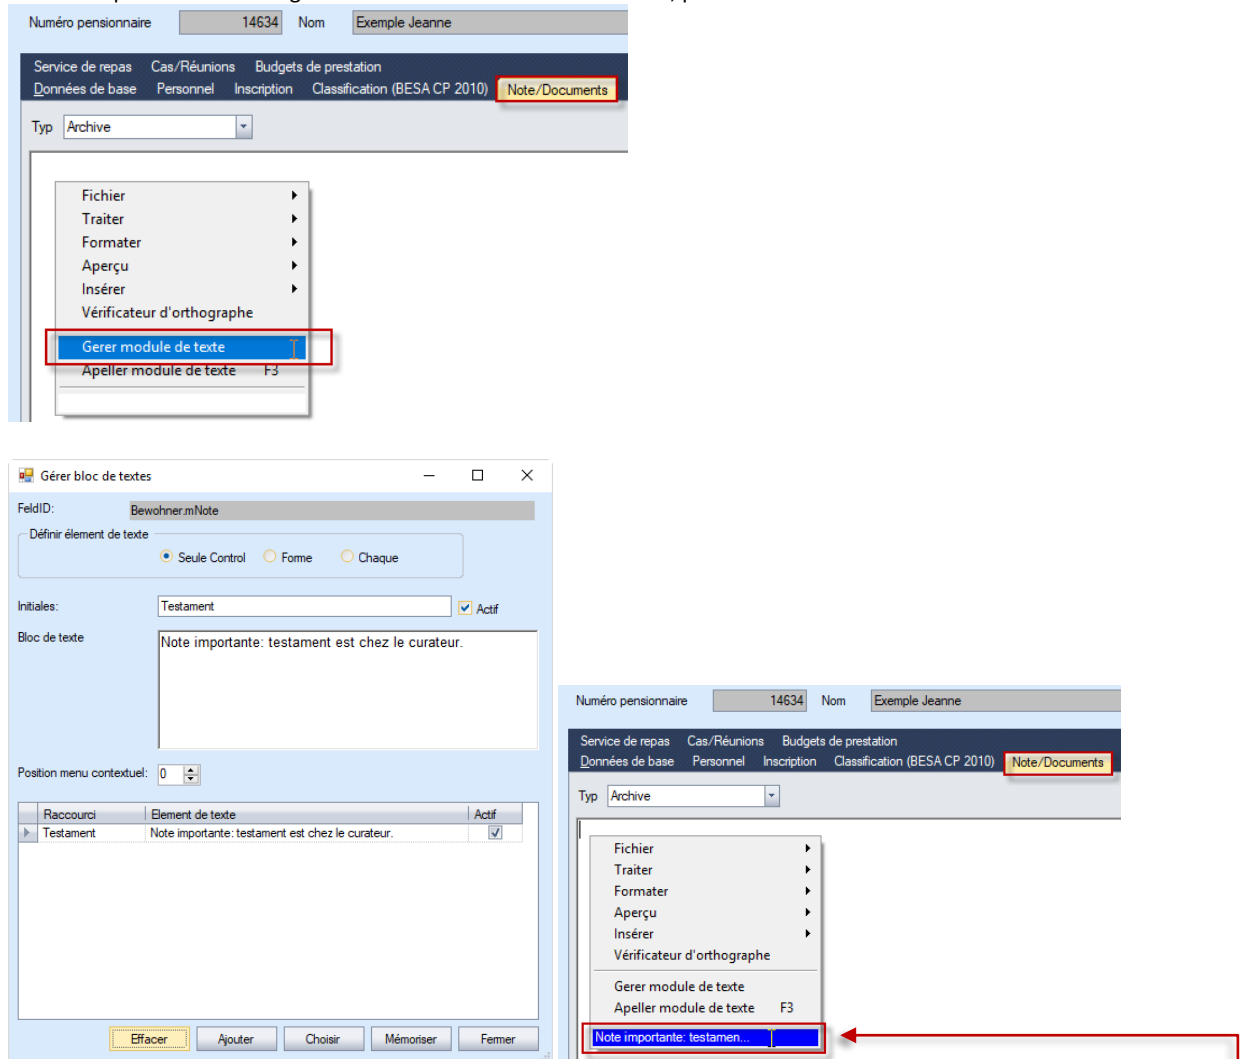 Numéro pensionnaire 14634 Nom Exemple Jeanne
Service de repas Cas/Réunions Budgets de prestation
Données de base Personnel Inscription Classification (BESA CP 2010) Note/Documents
Typ Archive
Fichier
Traiter
Formater
Aperçu
Insérer
Vérificateur d'orthographe
Gerer module de texte
Apeller module de texte F3
Gérer bloc de textes
FeldID: Bewohner.mNote
Définir élement de texte
Seule Control Forme Chaque
Initiales: Testament Actif
Bloc de texte Note importante: testament est chez le curateur.
Position menu contextuel: 0
Raccourci Element de texte Actif
Testament Note importante: testament est chez le curateur.
Effacer Ajouter Choisir Mémoriser Fermer
Numéro pensionnaire 14634 Nom Exemple Jeanne
Service de repas Cas/Réunions Budgets de prestation
Données de base Personnel Inscription Classification (BESA CP 2010) Note/Documents
Typ Archive
Fichier
Traiter
Formater
Aperçu
Insérer
Vérificateur d'orthographe
Gerer module de texte
Apeller module de texte F3
Note importante: testamen...